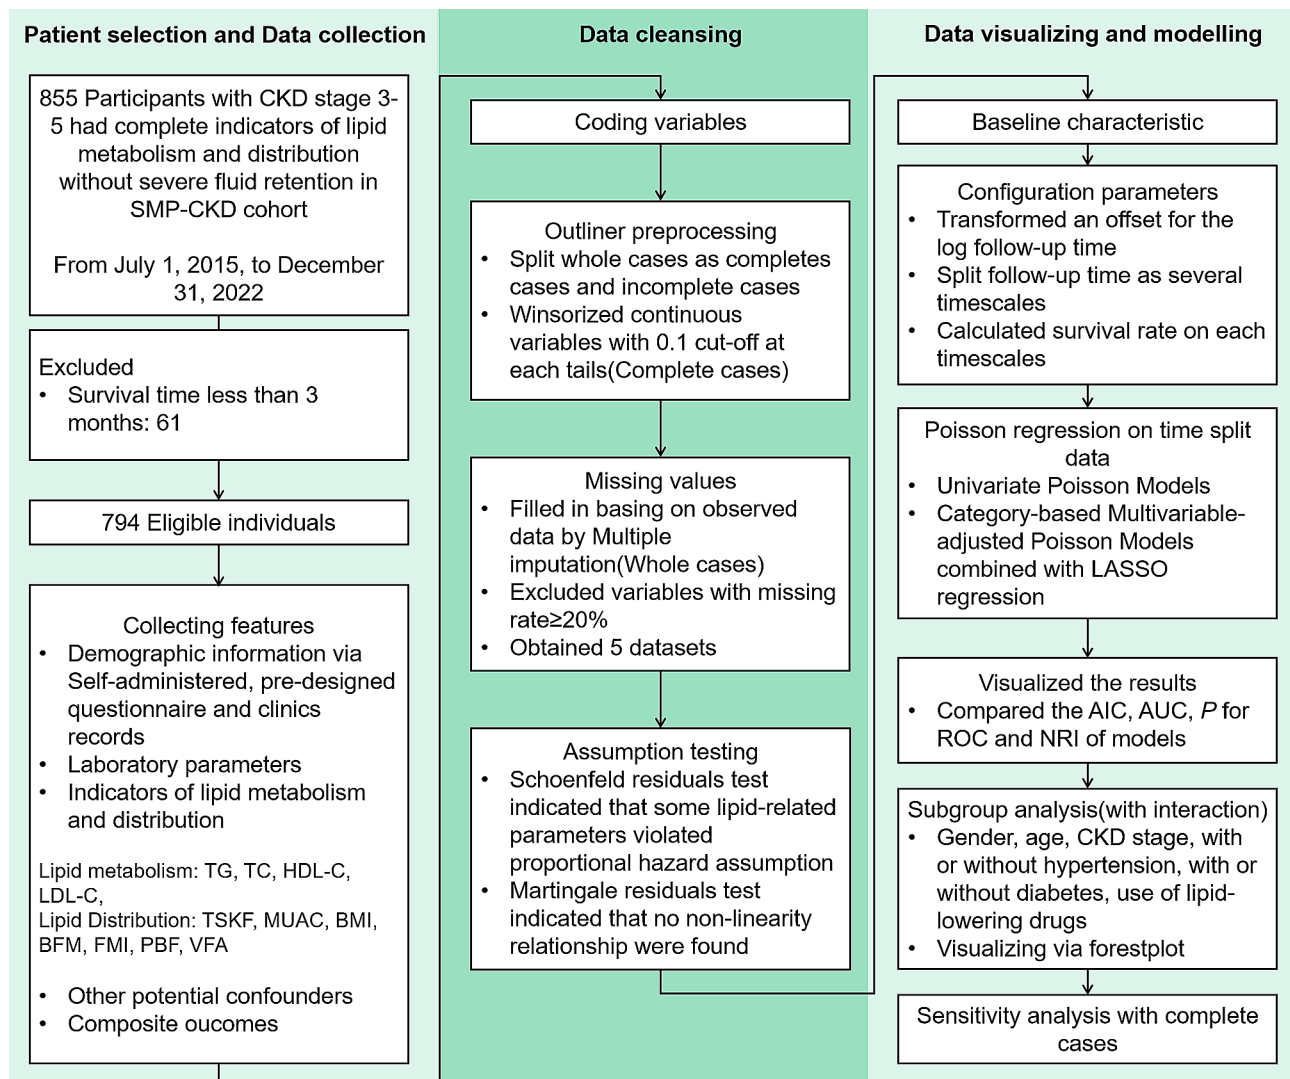 Patient selection and Data collection
855 Participants with CKD stage 3-
5 had complete indicators of lipid
metabolism and distribution
without severe fluid retention in
SMP-CKD cohort
From July 1, 2015, to December
31, 2022
Excluded
• Survival time less than 3
months: 61
794 Eligible individuals
Collecting features
• Demographic information via
Self-administered, pre-designed
questionnaire and clinics
records
• Laboratory parameters
• Indicators of lipid metabolism
and distribution
Lipid metabolism: TG, TC, HDL-C,
LDL-C,
Lipid Distribution: TSKF, MUAC, BMI,
BFM, FMI, PBF, VFA
• Other potential confounders
• Composite oucomes
Data cleansing
Coding variables
Outliner preprocessing
• Split whole cases as completes
cases and incomplete cases
• Winsorized continuous
variables with 0.1 cut-off at
each tails(Complete cases)
Missing values
• Filled in basing on observed
data by Multiple
imputation(Whole cases)
• Excluded variables with missing
rate≥20%
• Obtained 5 datasets
Assumption testing
• Schoenfeld residuals test
indicated that some lipid-related
parameters violated
proportional hazard assumption
• Martingale residuals test
indicated that no non-linearity
relationship were found
Data visualizing and modelling
Baseline characteristic
Configuration parameters
• Transformed an offset for the
log follow-up time
• Split follow-up time as several
timescales
• Calculated survival rate on each
timescales
Poisson regression on time split
data
• Univariate Poisson Models
• Category-based Multivariable-
adjusted Poisson Models
combined with LASSO
regression
Visualized the results
• Compared the AIC, AUC, P for
ROC and NRI of models
Subgroup analysis(with interaction)
• Gender, age, CKD stage, with
or without hypertension, with or
without diabetes, use of lipid-
lowering drugs
• Visualizing via forestplot
Sensitivity analysis with complete
cases